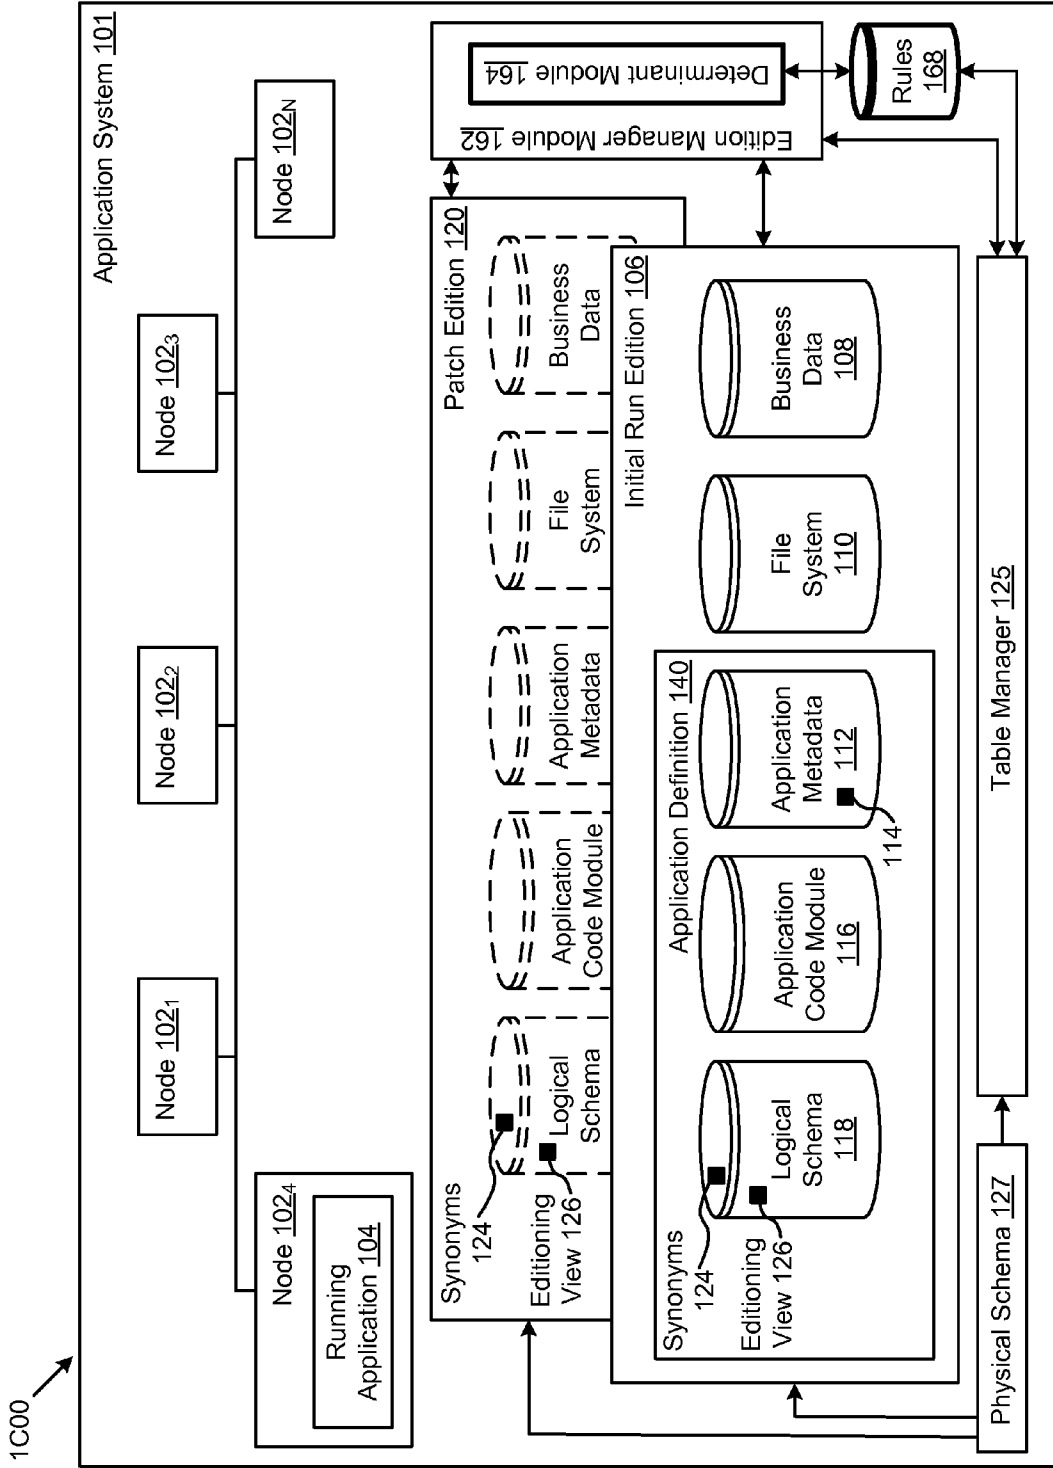 1C00
Application System 101
Node 102₁
Node 102₂
Node 102₃
Node 102₄
Running
Application 104
Node 102N
Patch Edition 120
Synonyms
124
Editioning
View 126
Logical
Schema
Application
Code Module
Application
Metadata
File
System
Business
Data
Edition Manager Module 162
Determinant Module 164
Initial Run Edition 106
Application Definition 140
Synonyms
124
Editioning
View 126
Logical
Schema
118
Application
Code Module
116
Application
Metadata
112
114
File
System
110
Business
Data
108
Rules
168
Physical Schema 127
Table Manager 125